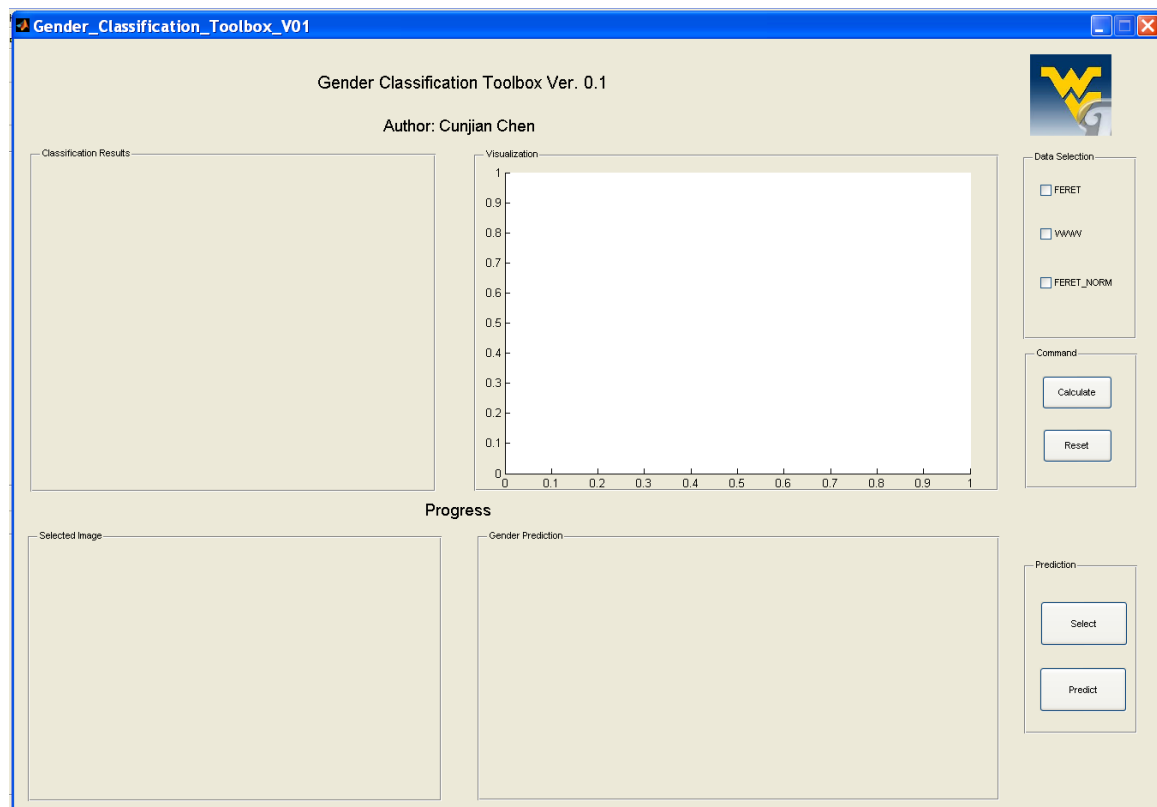 Gender_Classification_Toolbox_V01
Gender Classification Toolbox Ver. 0.1
Author: Cunjian Chen
WV
Classification Results
Visualization
1
0.9
0.8
0.7
0.6
0.5
0.4
0.3
0.2
0.1
0
0 0.1 0.2 0.3 0.4 0.5 0.6 0.7 0.8 0.9 1
Data Selection
FERET
WWW
FERET_NORM
Command
Calculate
Reset
Progress
Selected Image
Gender Prediction
Prediction
Select
Predict